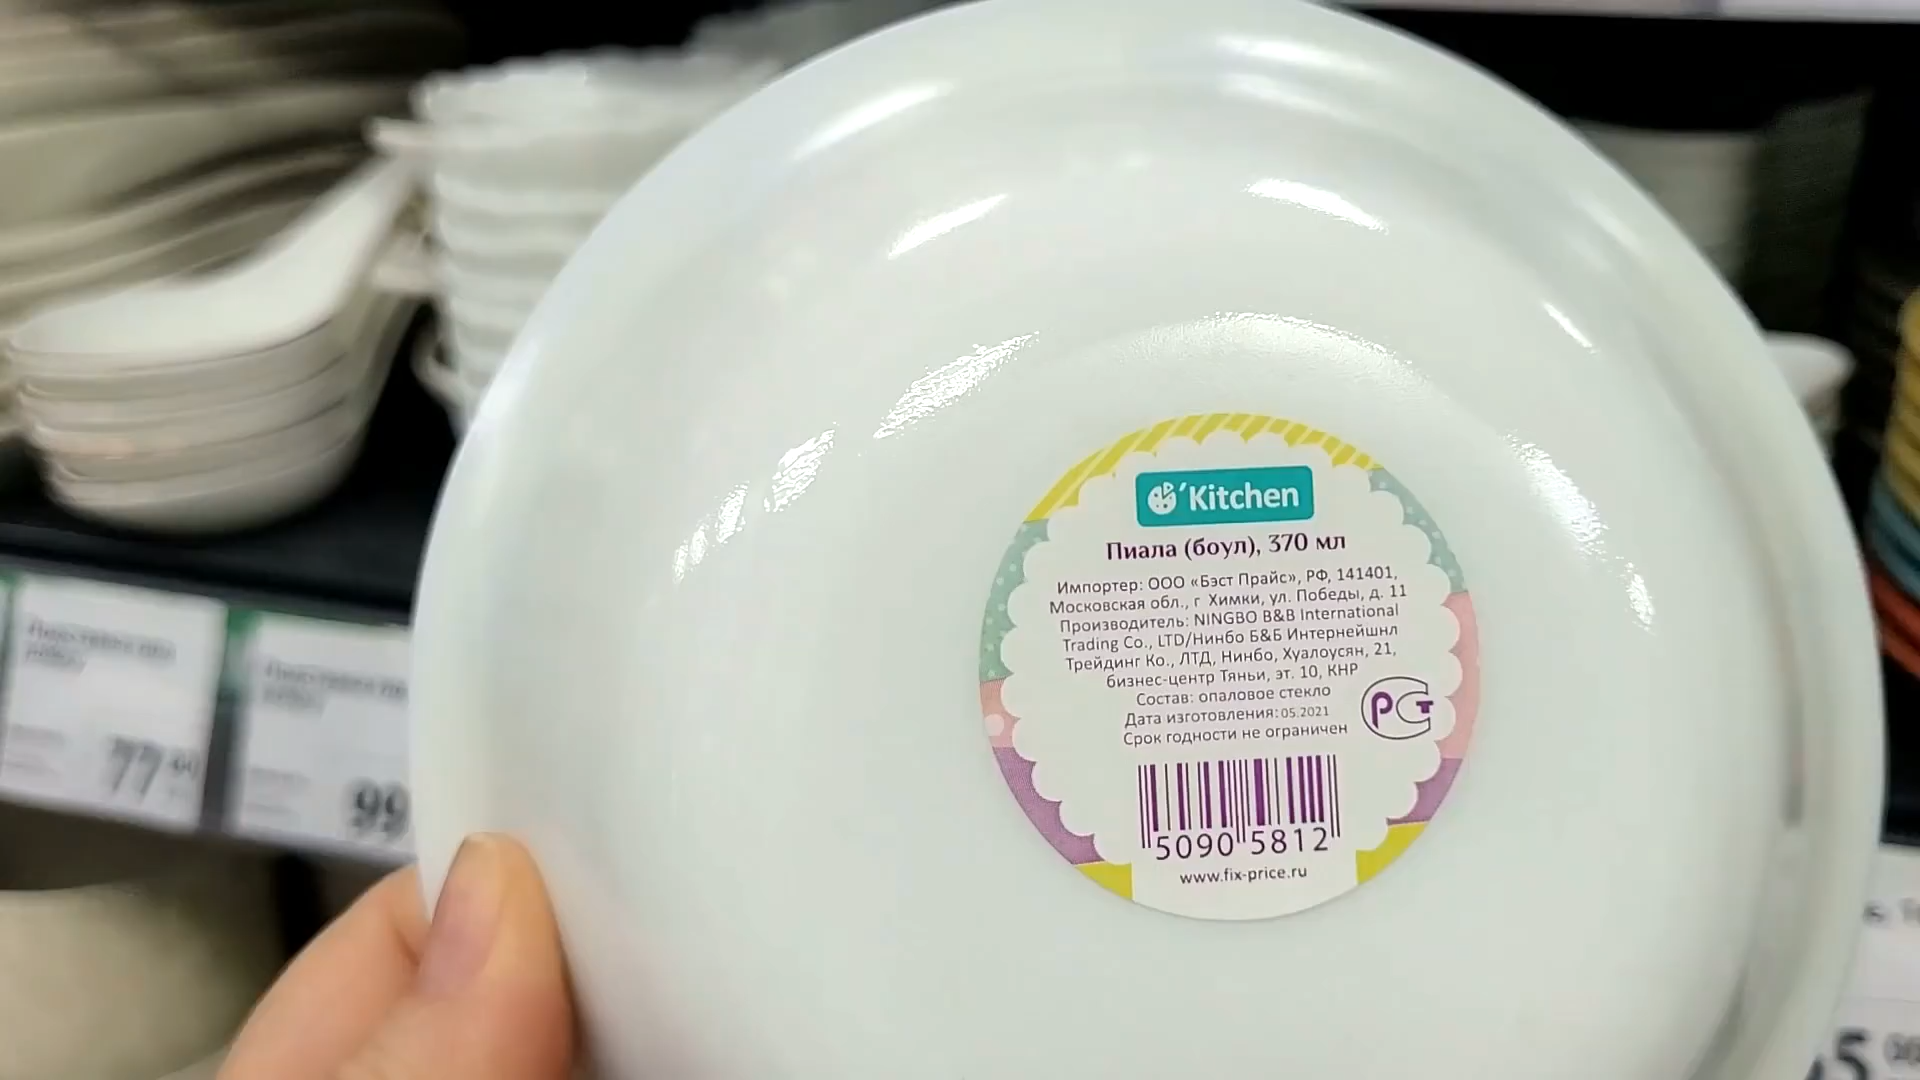 'Kitchen
Пиала (боул), 370 мл
Импортер: ООО «Бэст Прайс», РФ, 141401,
Московская обл., г Химки, ул. Победы, д. 11
Производитель: NINGBO B&B International
Trading Co., LTD/Нинбо Б&Б Интернейшнл
Трейдинг Ко., ЛТД, Нинбо, Хуалоусян, 21,
бизнес-центр Тяньи, эт. 10, КНР
Состав: опаловое стекло
Дата изготовления: 05.2021
Срок годности не ограничен
РСТ
5090 5812
www.fix-price.ru
77
99